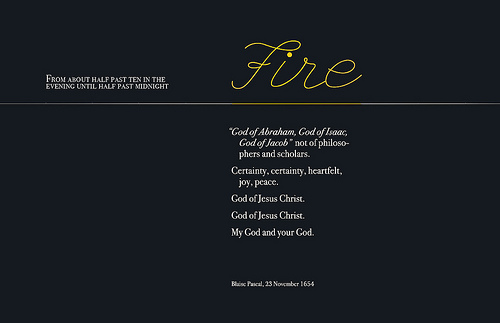 Fire
FROM ABOUT HALF PAST TEN IN THE
EVENING UNTIL HALF PAST MIDNIGHT
"God of Abraham, God of Isaac,
God of Jacob" not of philoso-
phers and scholars.
Certainty, certainty, heartfelt,
joy, peace.
God of Jesus Christ.
God of Jesus Christ.
My God and your God.
Blaise Pascal, 23 November 1654